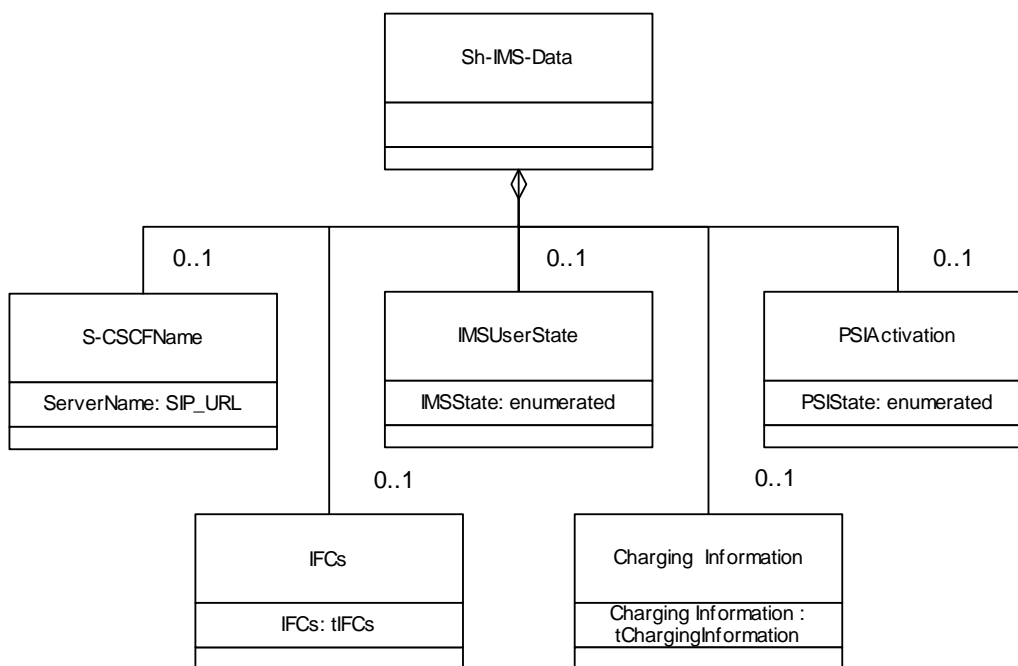 Sh-IMS-Data
0..1
0..1
0..1
S-CSCFName
IMSUserState
PSIActivation
ServerName: SIP_URL
IMSState: enumerated
PSIState: enumerated
0..1
0..1
IFCs
Charging Information
IFCs: tIFCs
Charging Information :
tChargingInformation